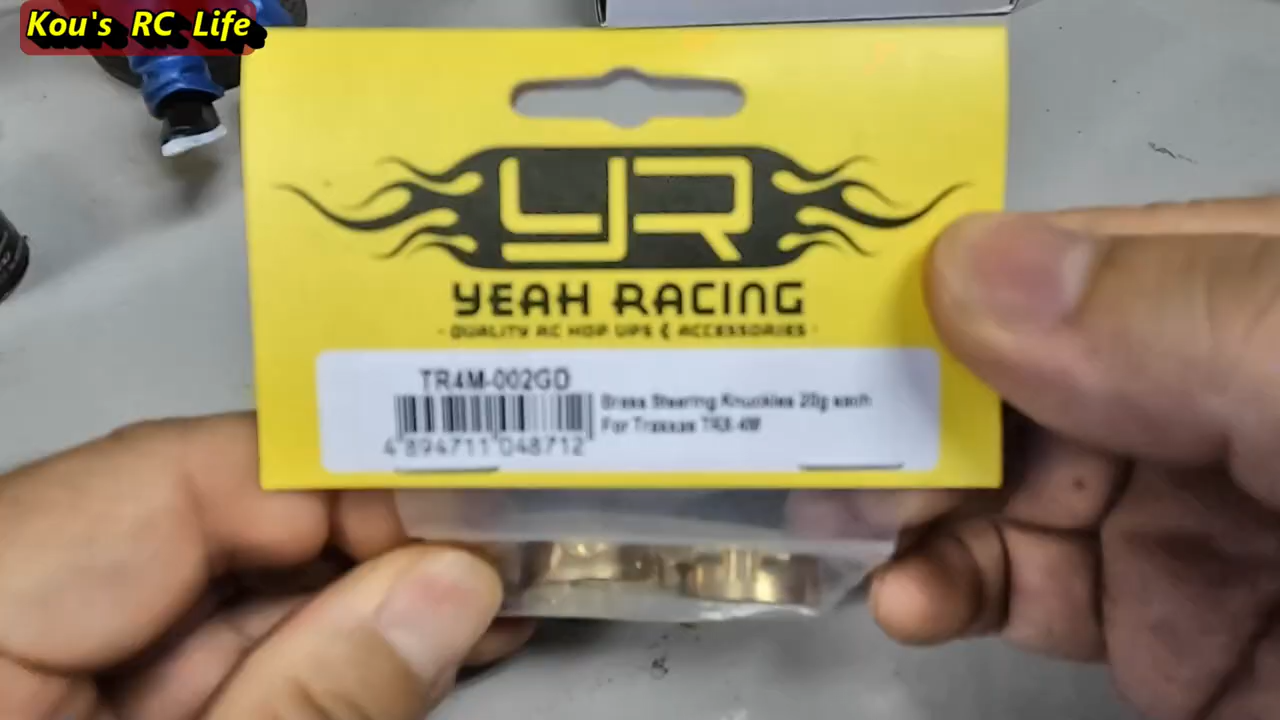 Kou's RC Life
YR
YEAH RACING
- QUALITY RC HOP UPS & ACCESSORIES -
TR4M-002GD
Brass Steering Knuckles 20g each
For Traxxas TRX-4M
4 894711 048712